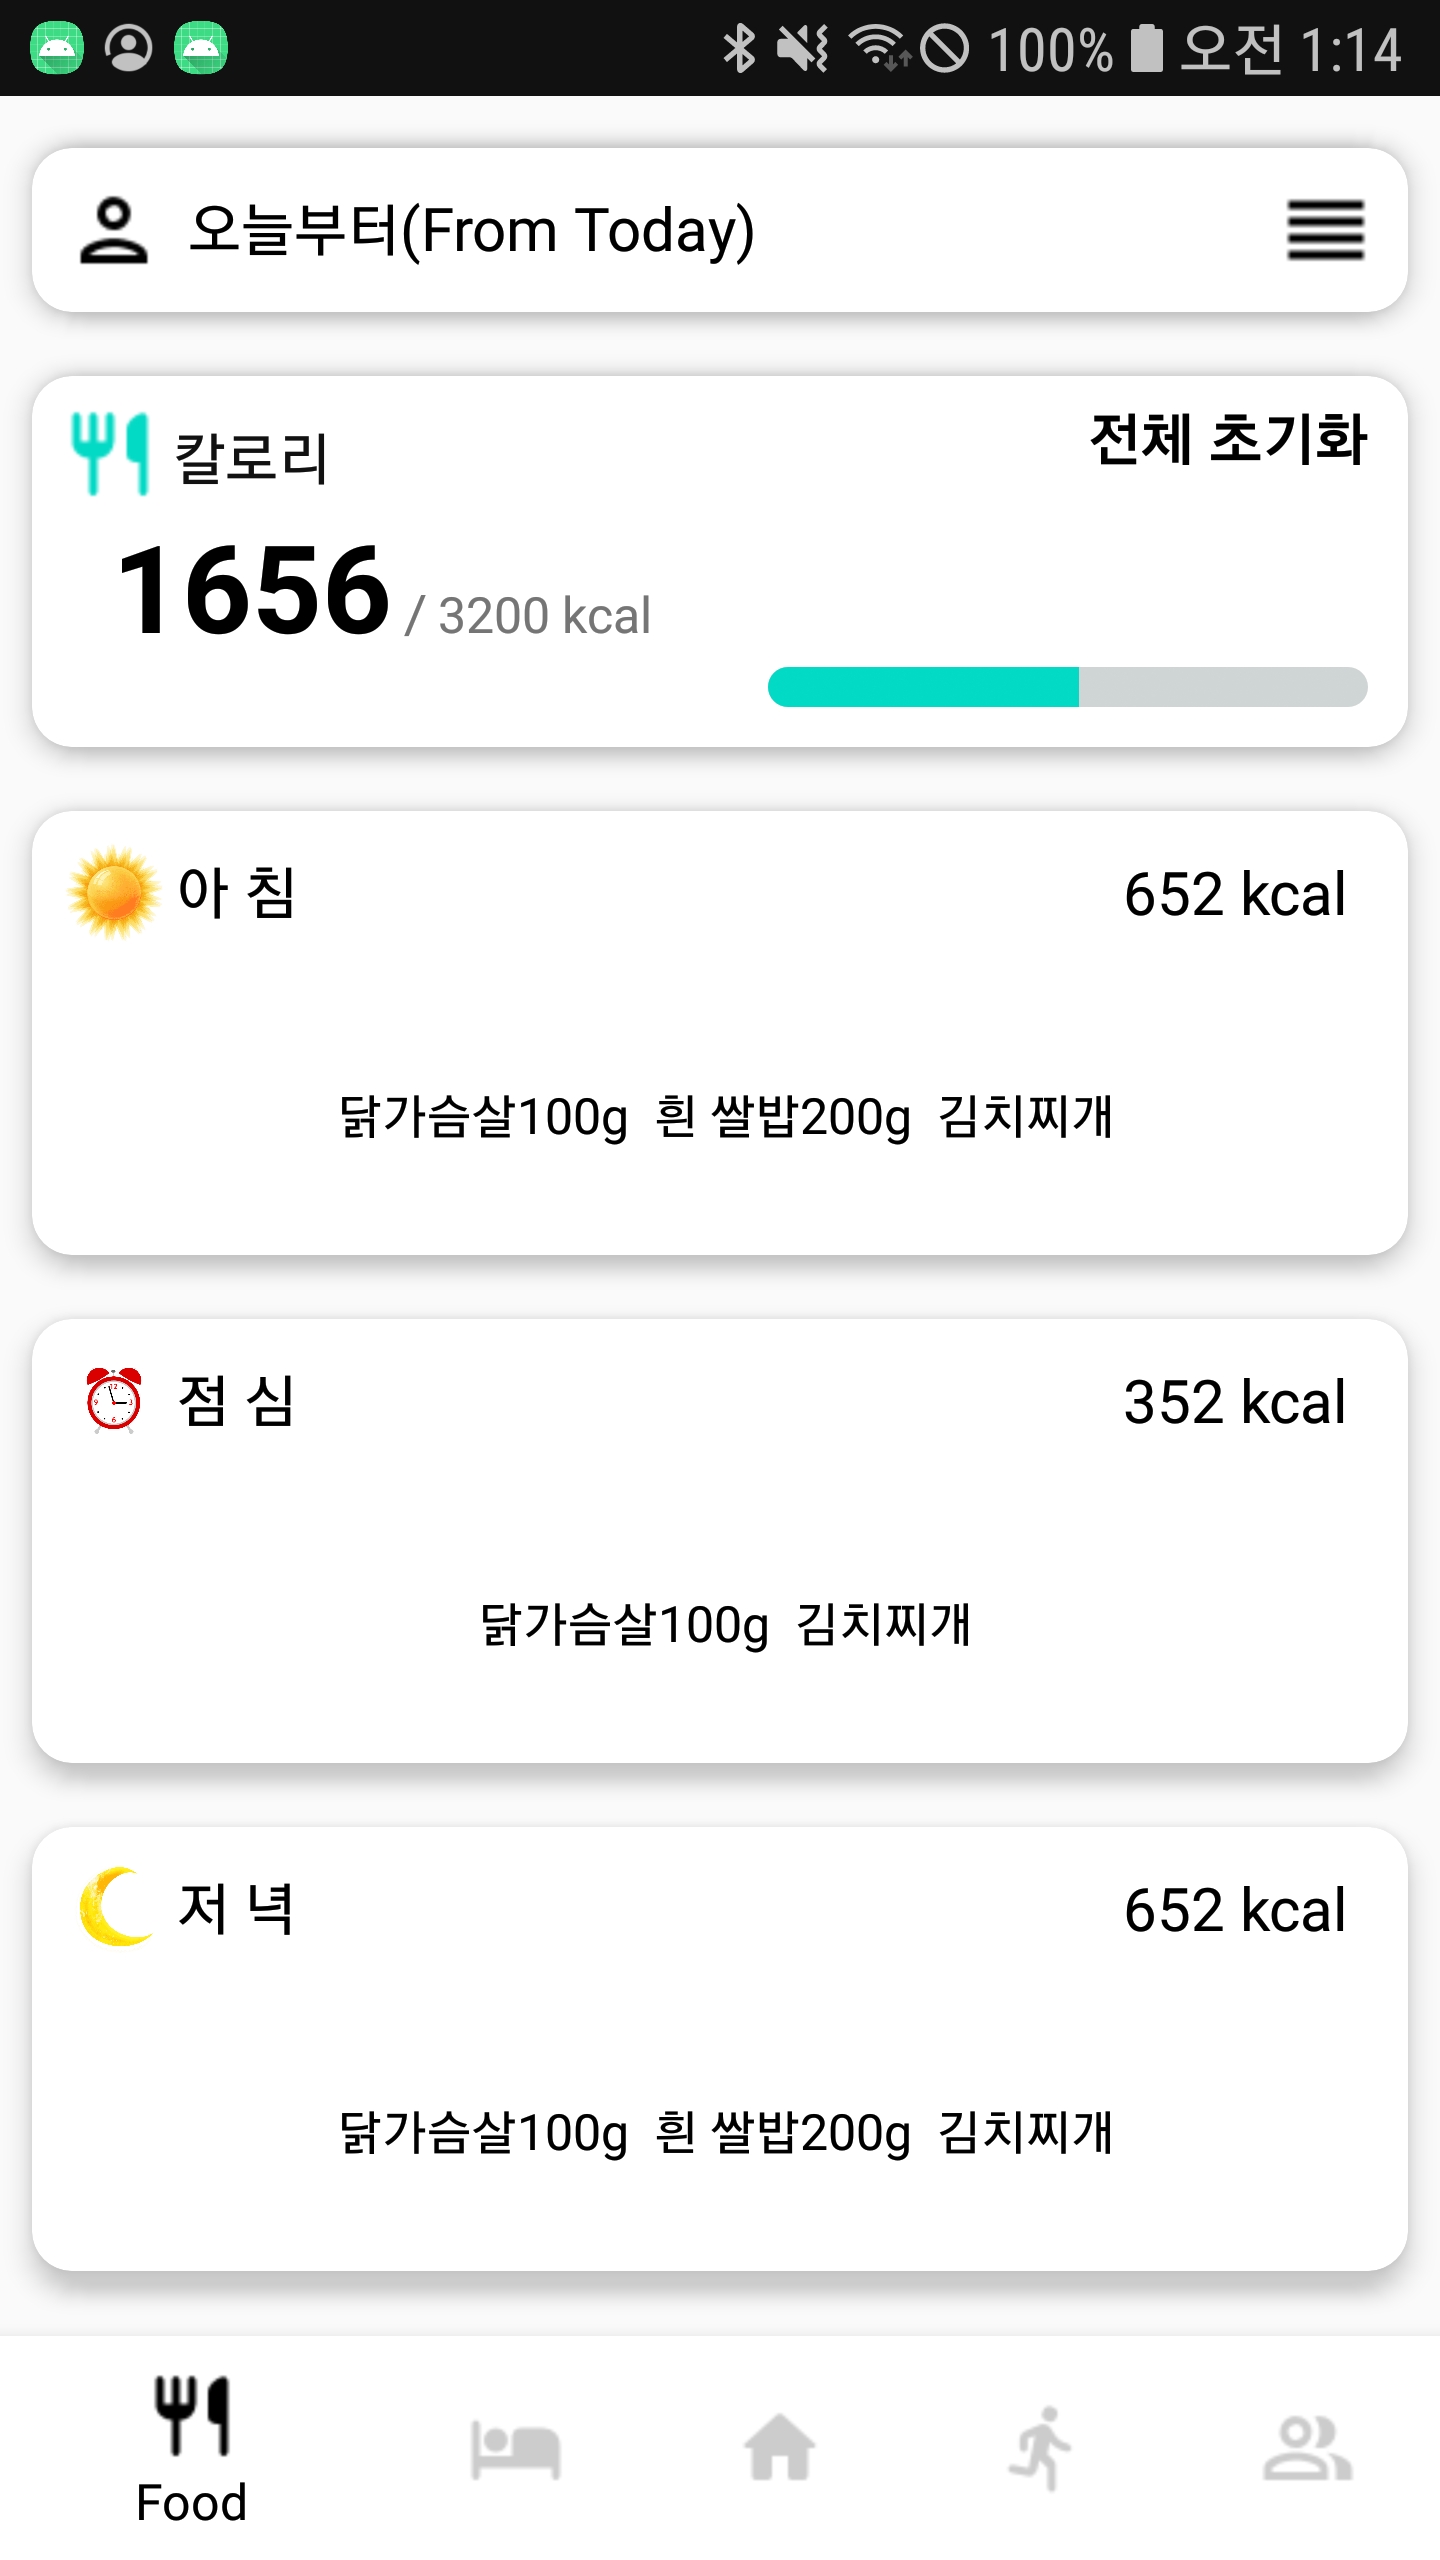 100% 오전 1:14
오늘부터(From Today)
칼로리
전체 초기화
1656 / 3200 kcal
아 침
652 kcal
닭가슴살100g 흰 쌀밥200g 김치찌개
점 심
352 kcal
닭가슴살100g 김치찌개
저 녁
652 kcal
닭가슴살100g 흰 쌀밥200g 김치찌개
Food